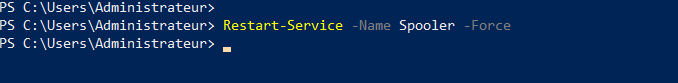 PS C:\Users\Administrateur>
PS C:\Users\Administrateur> Restart-Service -Name Spooler -Force
PS C:\Users\Administrateur>